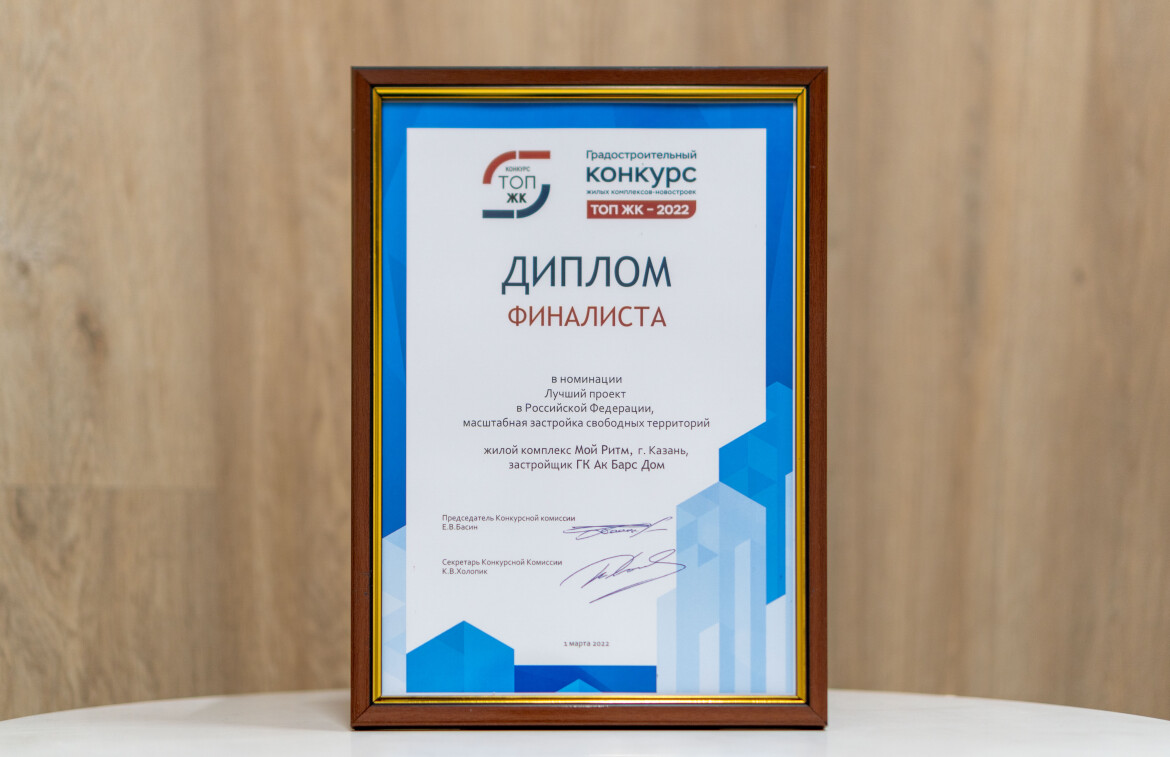 КОНКУРС
ТОП
ЖК
Градостроительный
конкурс
жилых комплексов-новостроек
ТОП ЖК – 2022
ДИПЛОМ
ФИНАЛИСТА
в номинации
Лучший проект
в Российской Федерации,
масштабная застройка свободных территорий
жилой комплекс Мой Ритм, г. Казань,
застройщик ГК Ак Барс Дом
Председатель Конкурсной комиссии
Е.В.Басин
Секретарь Конкурсной Комиссии
К.В.Холопик
марта 2022